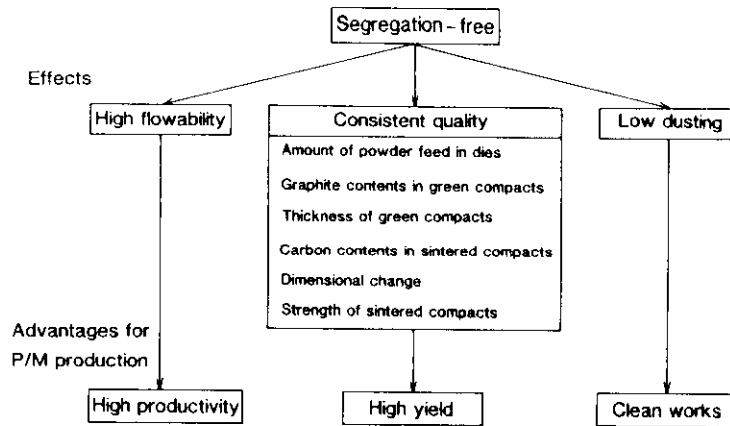 Segregation-free
Effects
High flowability
Consistent quality
Low dusting
Amount of powder feed in dies
Graphite contents in green compacts
Thickness of green compacts
Carbon contents in sintered compacts
Dimensional change
Strength of sintered compacts
Advantages for
P/M production
High productivity
High yield
Clean works